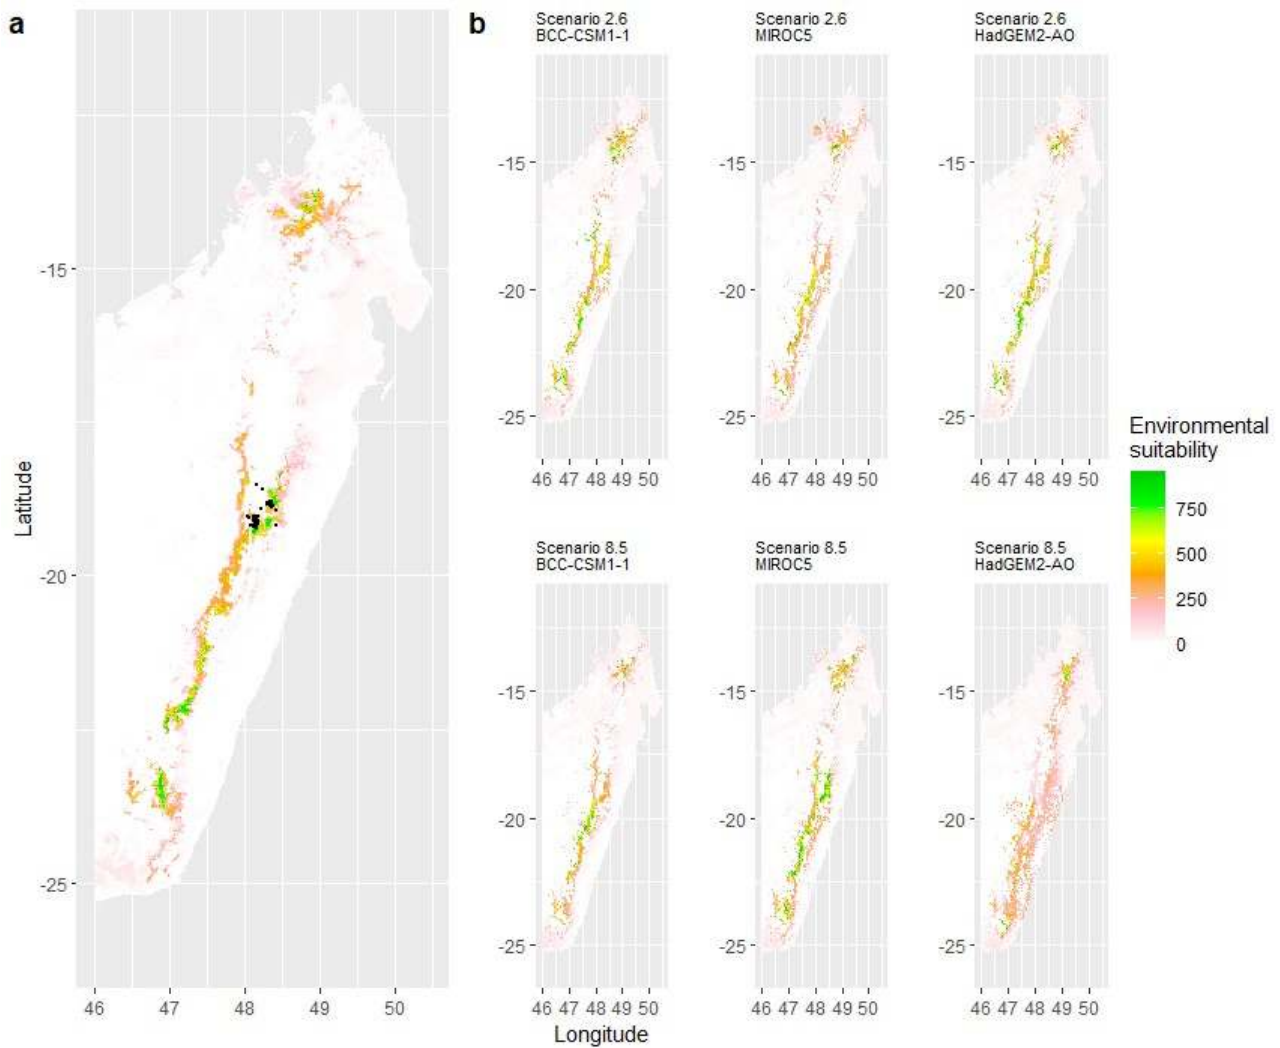 a
b
Scenario 2.6
BCC-CSM1-1
Scenario 2.6
MIROC5
Scenario 2.6
HadGEM2-AO
-15
-20
-25
46 47 48 49 50
Latitude
-15
-20
-25
46 47 48 49 50
-15
-20
-25
46 47 48 49 50
-15
-20
-25
46 47 48 49 50
Environmental
suitability
750
500
250
0
Scenario 8.5
BCC-CSM1-1
Scenario 8.5
MIROC5
Scenario 8.5
HadGEM2-AO
-15
-20
-25
46 47 48 49 50
-15
-20
-25
46 47 48 49 50
-15
-20
-25
46 47 48 49 50
Longitude